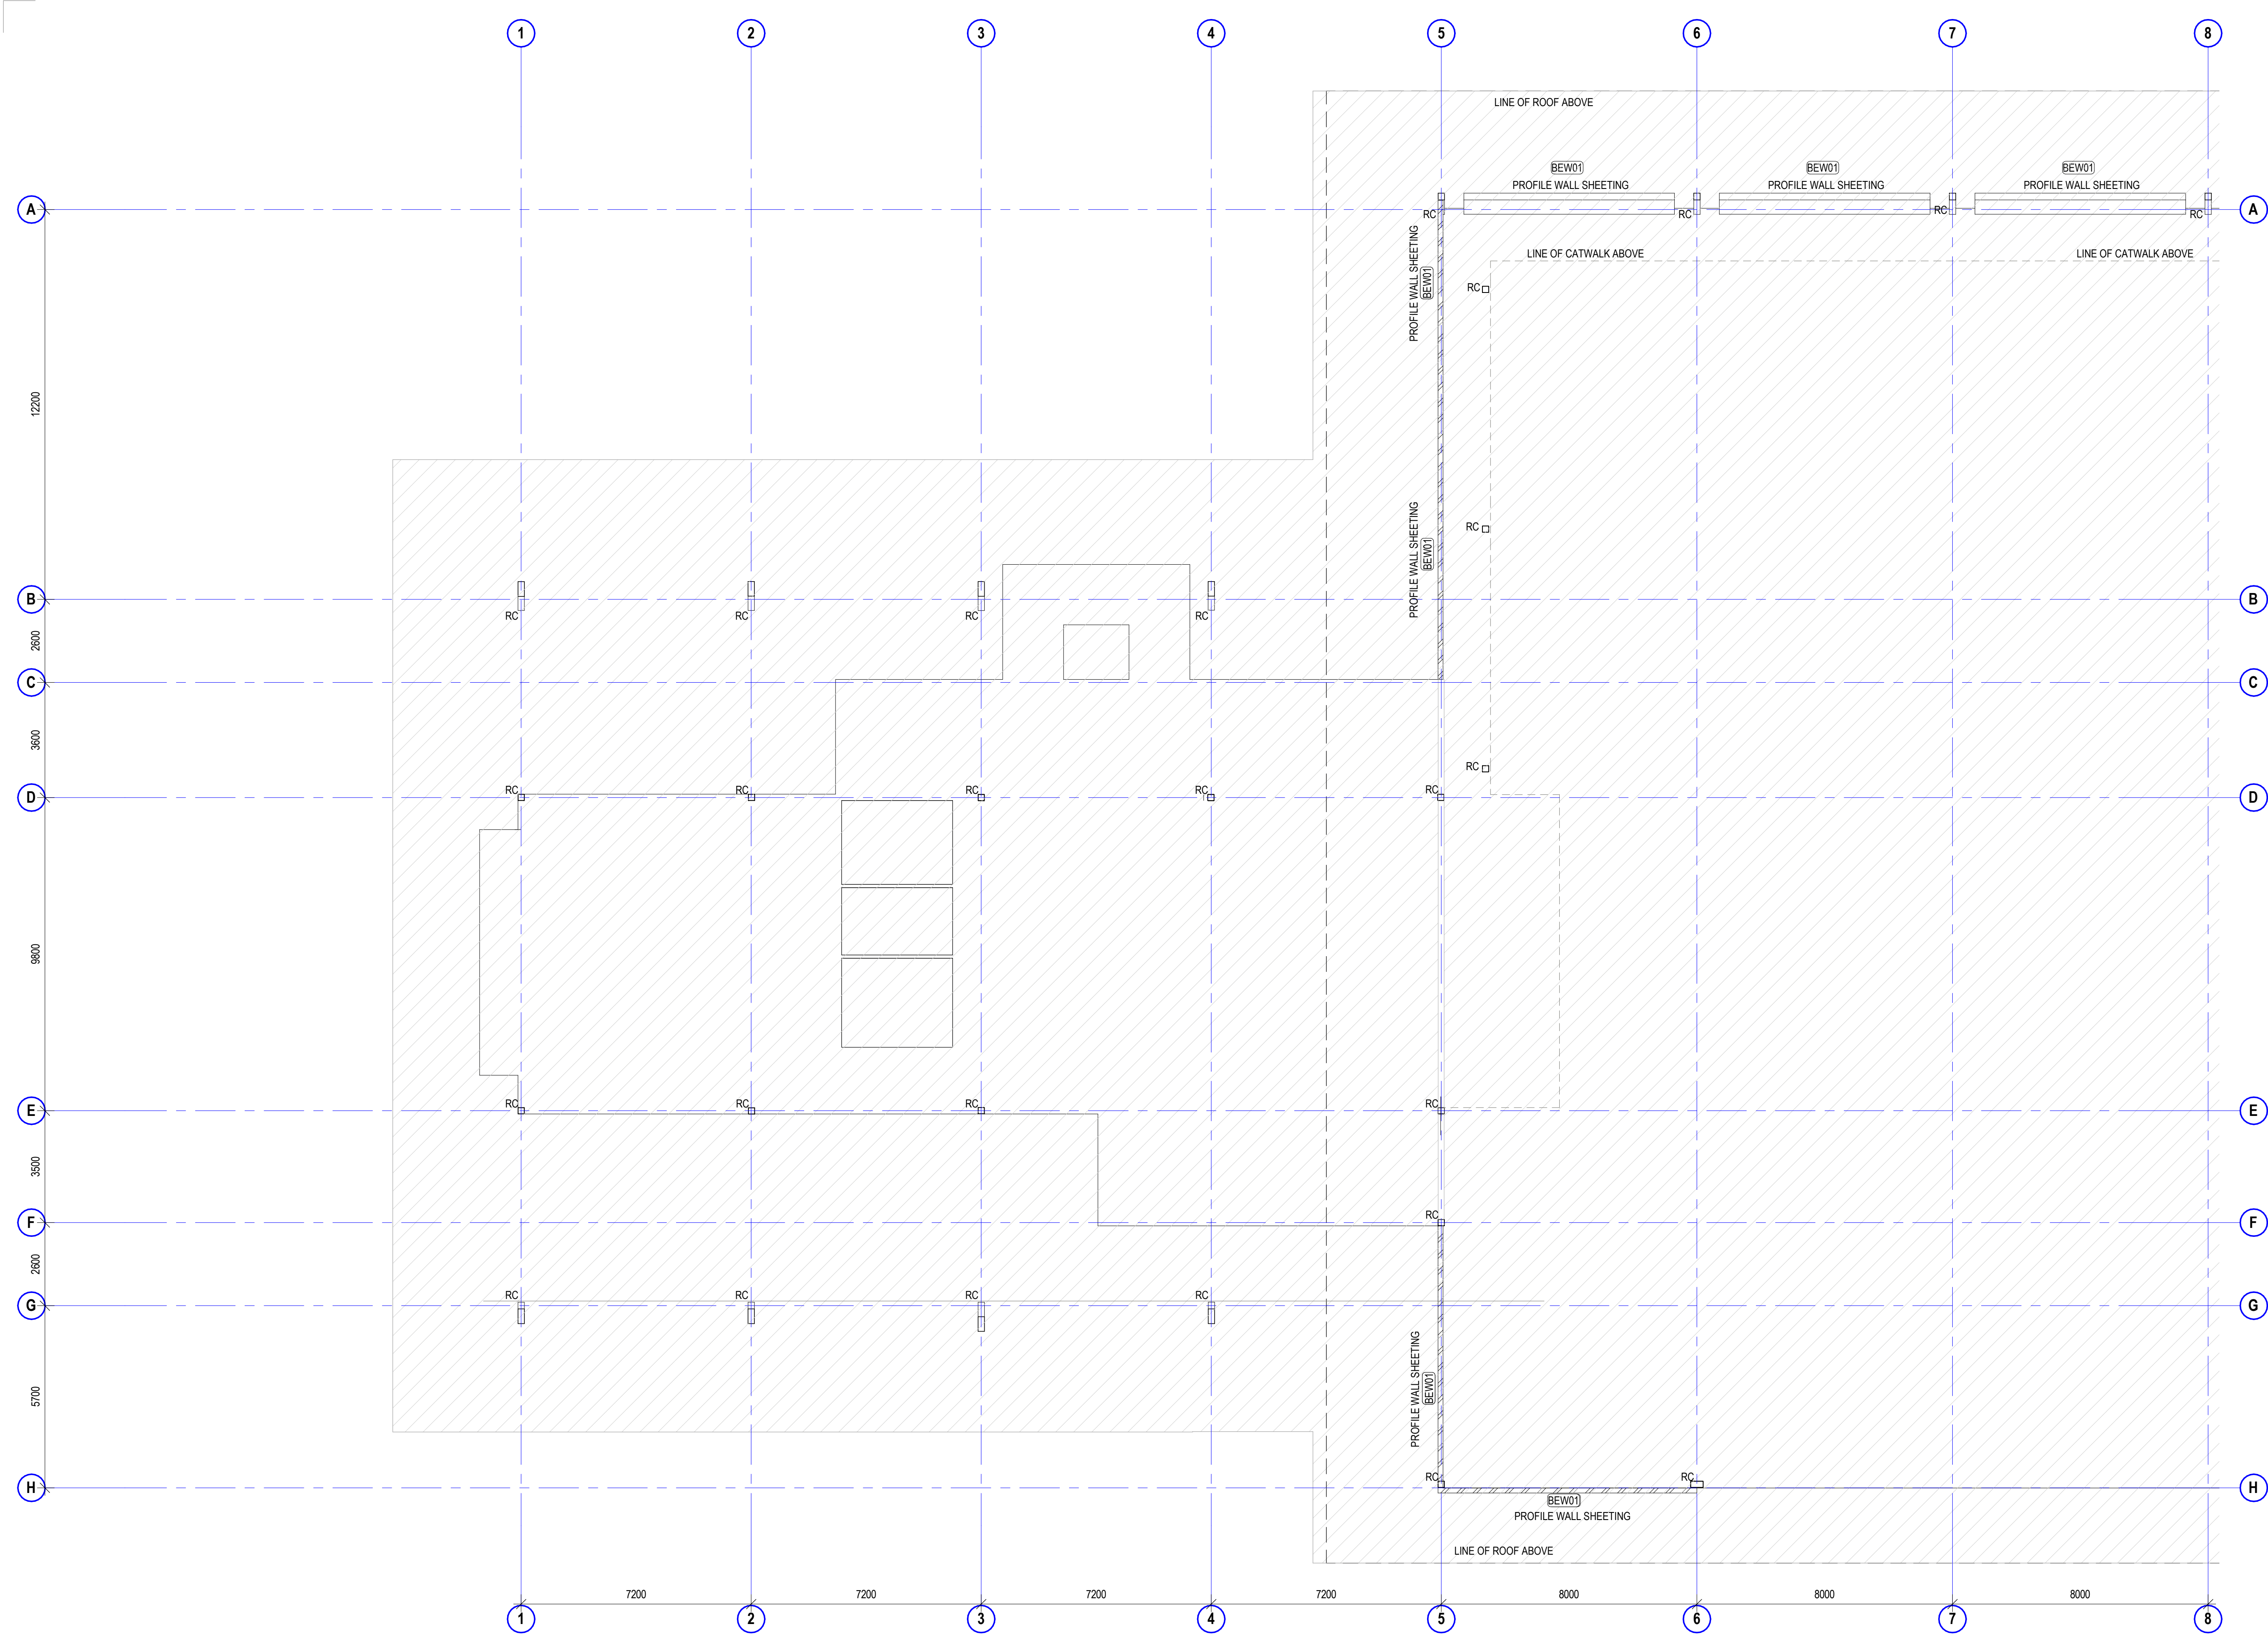 1 2 3 4 5 6 7 8
LINE OF ROOF ABOVE
BEW01 BEW01 BEW01
PROFILE WALL SHEETING PROFILE WALL SHEETING PROFILE WALL SHEETING
A A
RC RC RC RC
LINE OF CATWALK ABOVE LINE OF CATWALK ABOVE
PROFILE WALL SHEETING
BEW01
RC
12200
RC
PROFILE WALL SHEETING
BEW01
B B
RC RC RC RC
2600
C C
3600
RC
RC RC RC RC RC
D D
9800
RC RC RC RC
E E
3500
RC
F F
2600
RC RC RC RC
G G
PROFILE WALL SHEETING
BEW01
5700
RC RC
H H
BEW01
PROFILE WALL SHEETING
LINE OF ROOF ABOVE
7200 7200 7200 7200 8000 8000 8000
1 2 3 4 5 6 7 8